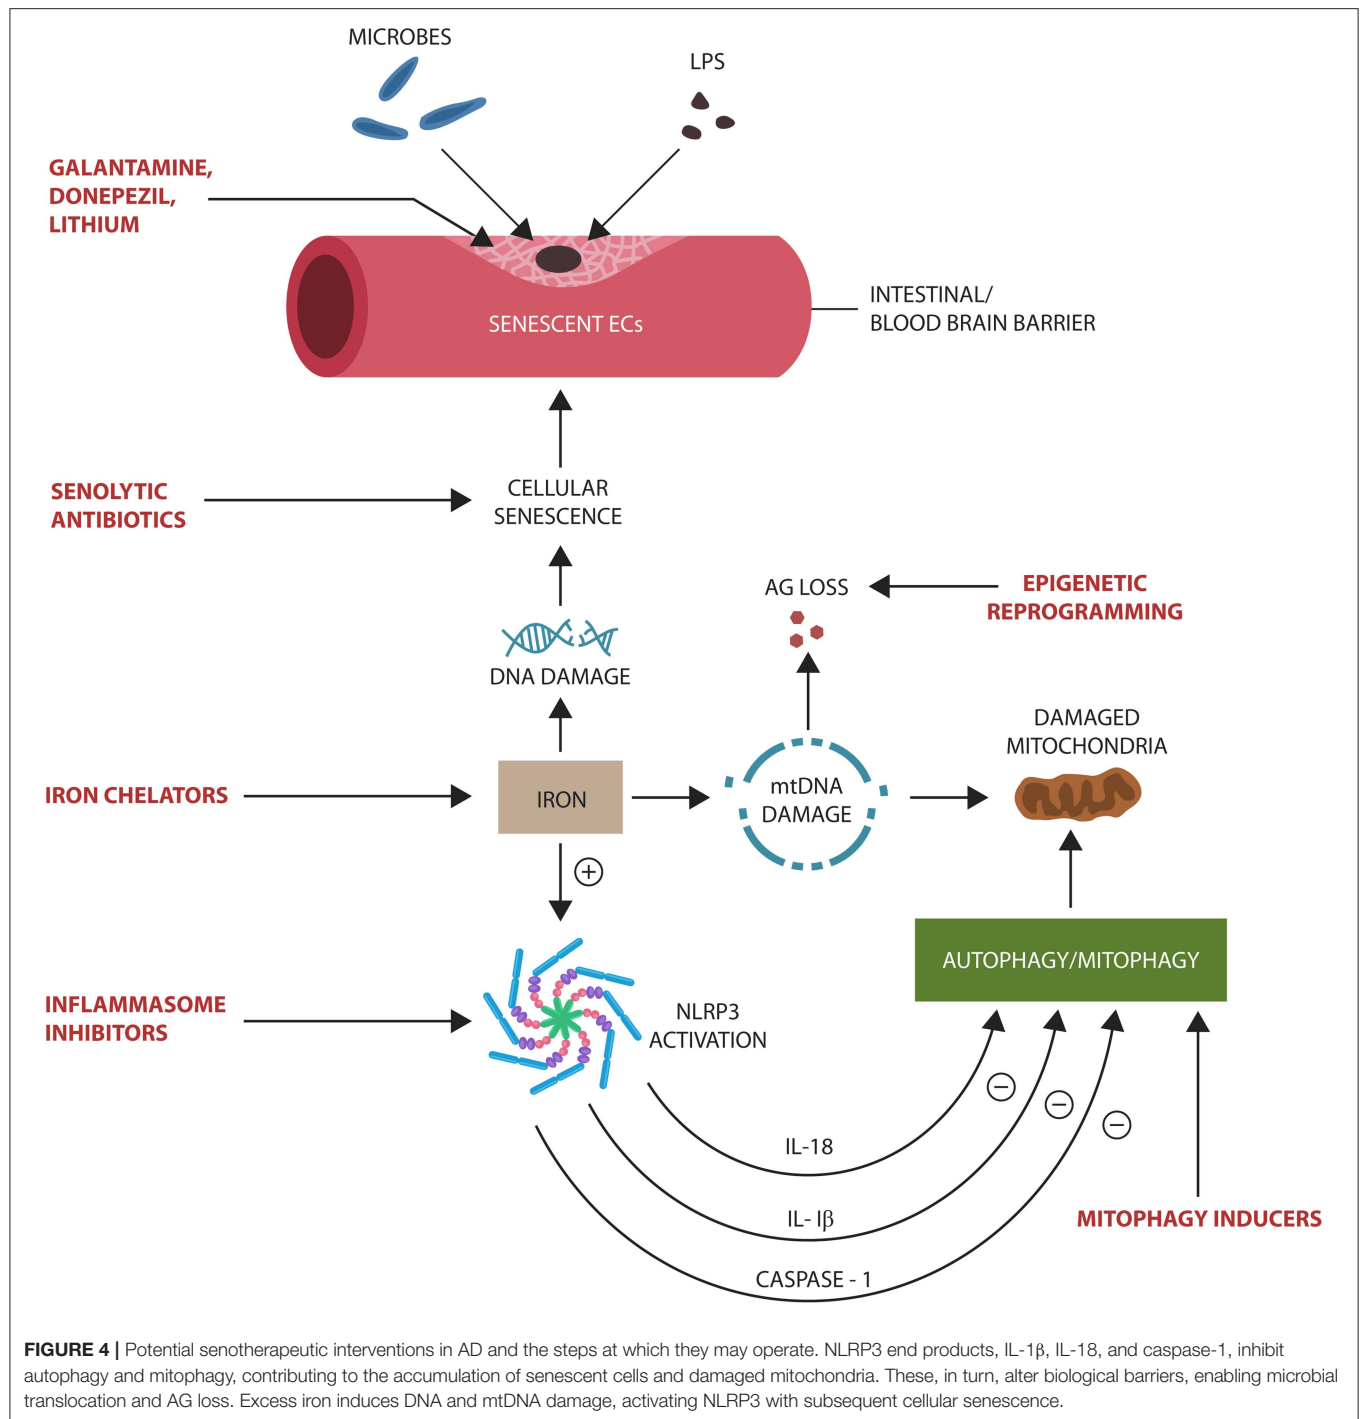 MICROBES
LPS
GALANTAMINE,
DONEPEZIL,
LITHIUM
INTESTINAL/
BLOOD BRAIN BARRIER
SENESCENT ECs
SENOLYTIC
ANTIBIOTICS
CELLULAR
SENESCENCE
AG LOSS
EPIGENETIC
REPROGRAMMING
DNA DAMAGE
DAMAGED
MITOCHONDRIA
IRON CHELATORS
IRON
mtDNA
DAMAGE
+
AUTOPHAGY/MITOPHAGY
INFLAMMASOME
INHIBITORS
NLRP3
ACTIVATION
−
−
−
IL-18
IL- Iβ
CASPASE - 1
MITOPHAGY INDUCERS
FIGURE 4 | Potential senotherapeutic interventions in AD and the steps at which they may operate. NLRP3 end products, IL-1β, IL-18, and caspase-1, inhibit
autophagy and mitophagy, contributing to the accumulation of senescent cells and damaged mitochondria. These, in turn, alter biological barriers, enabling microbial
translocation and AG loss. Excess iron induces DNA and mtDNA damage, activating NLRP3 with subsequent cellular senescence.